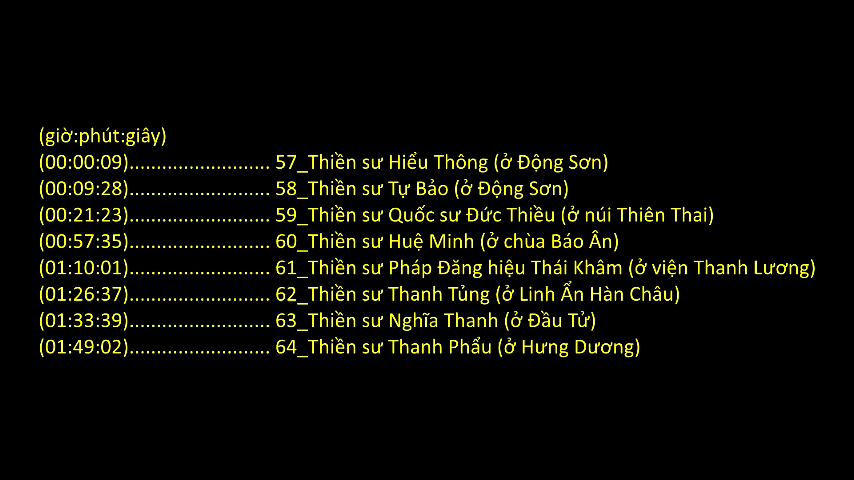 (giờ:phút:giây)
(00:00:09).......................... 57_Thiền sư Hiểu Thông (ở Động Sơn)
(00:09:28).......................... 58_Thiền sư Tự Bảo (ở Động Sơn)
(00:21:23).......................... 59_Thiền sư Quốc sư Đức Thiều (ở núi Thiên Thai)
(00:57:35).......................... 60_Thiền sư Huệ Minh (ở chùa Báo Ân)
(01:10:01).......................... 61_Thiền sư Pháp Đăng hiệu Thái Khâm (ở viện Thanh Lương)
(01:26:37).......................... 62_Thiền sư Thanh Tủng (ở Linh Ẩn Hàn Châu)
(01:33:39).......................... 63_Thiền sư Nghĩa Thanh (ở Đầu Tử)
(01:49:02).......................... 64_Thiền sư Thanh Phẩu (ở Hưng Dương)